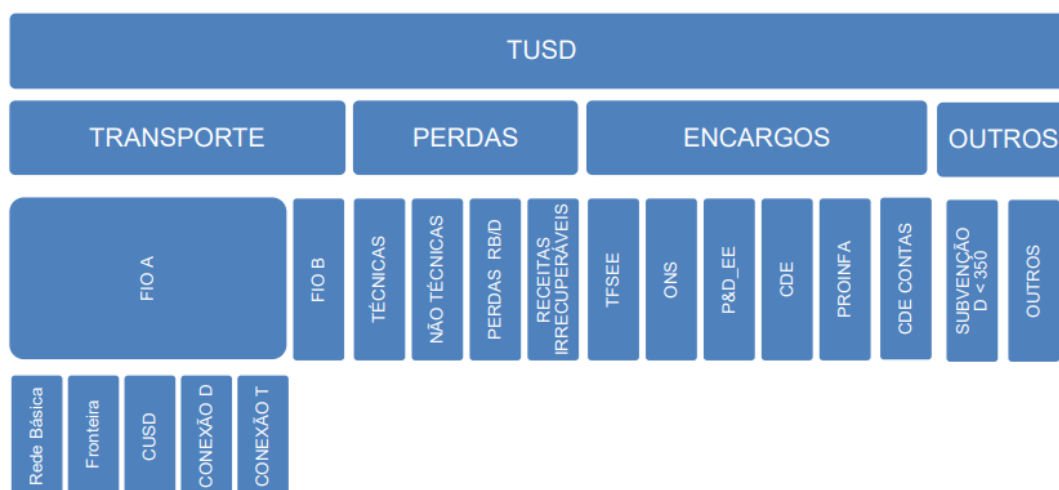 TUSD
TRANSPORTE
PERDAS
ENCARGOS
OUTROS
FIO A
FIO B
TÉCNICAS
NÃO TÉCNICAS
PERDAS RB/D
RECEITAS
IRRECUPERÁVEIS
TFSEE
ONS
P&D_EE
CDE
PROINFA
CDE CONTAS
SUBVENÇÃO
D < 350
OUTROS
Rede Básica
Fronteira
CUSD
CONEXÃO D
CONEXÃO T